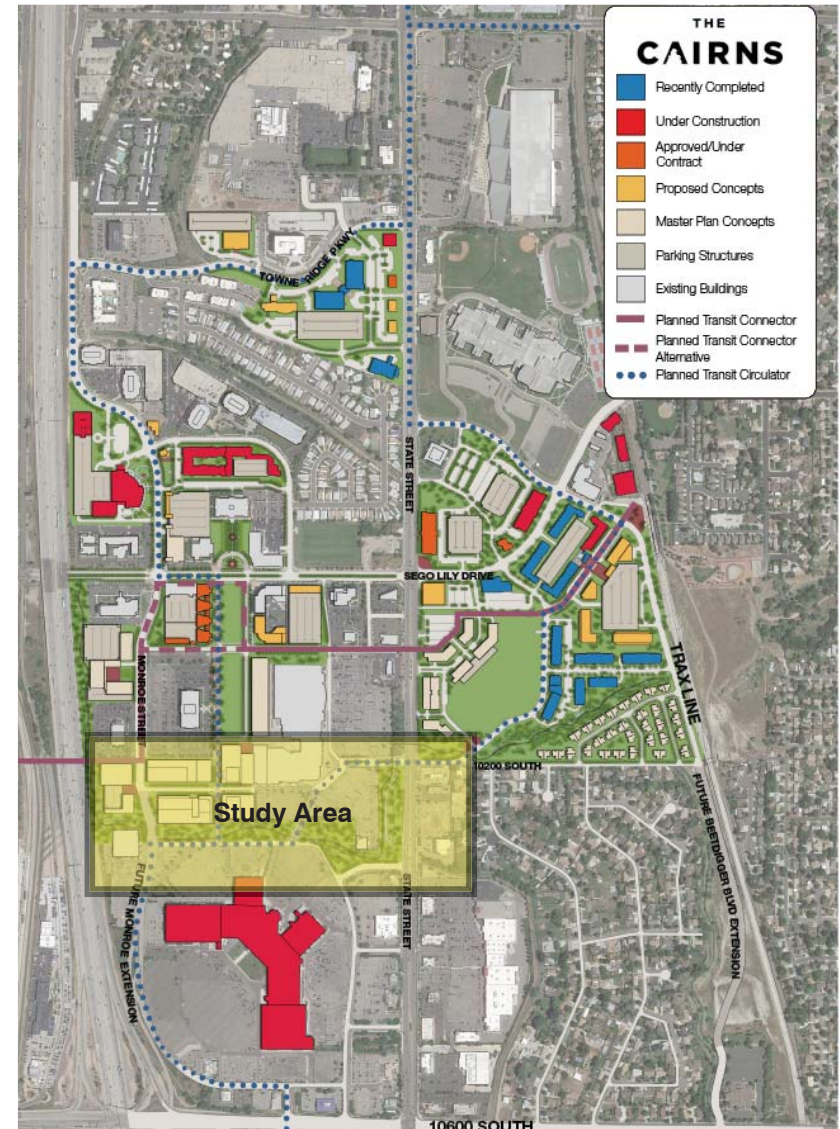 THE
CAIRNS
Recently Completed
Under Construction
Approved/Under
Contract
Proposed Concepts
Master Plan Concepts
Parking Structures
Existing Buildings
Planned Transit Connector
Planned Transit Connector
Alternative
Planned Transit Circulator
TOWNE RIDGE PKWY
STATE STREET
SEGO LILY DRIVE
MONROE STREET
TRAX LINE
10200 SOUTH
Study Area
FUTURE BEETDIGGER BLVD EXTENSION
FUTURE MONROE EXTENSION
STATE STREET
10600 SOUTH